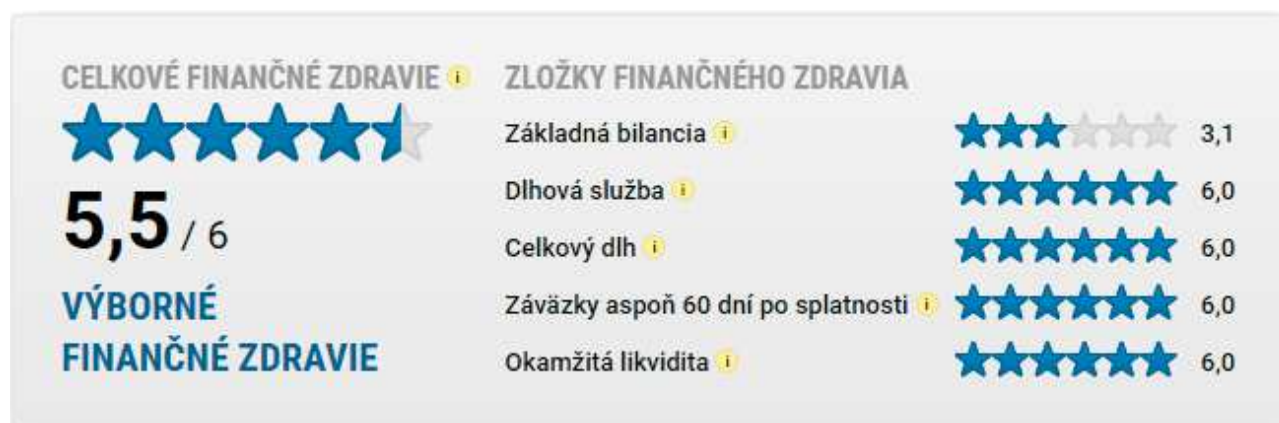 CELKOVÉ FINANČNÉ ZDRAVIE i
5,5 / 6
VÝBORNÉ
FINANČNÉ ZDRAVIE
ZLOŽKY FINANČNÉHO ZDRAVIA
Základná bilancia i 3,1
Dlhová služba i 6,0
Celkový dlh i 6,0
Záväzky aspoň 60 dní po splatnosti i 6,0
Okamžitá likvidita i 6,0